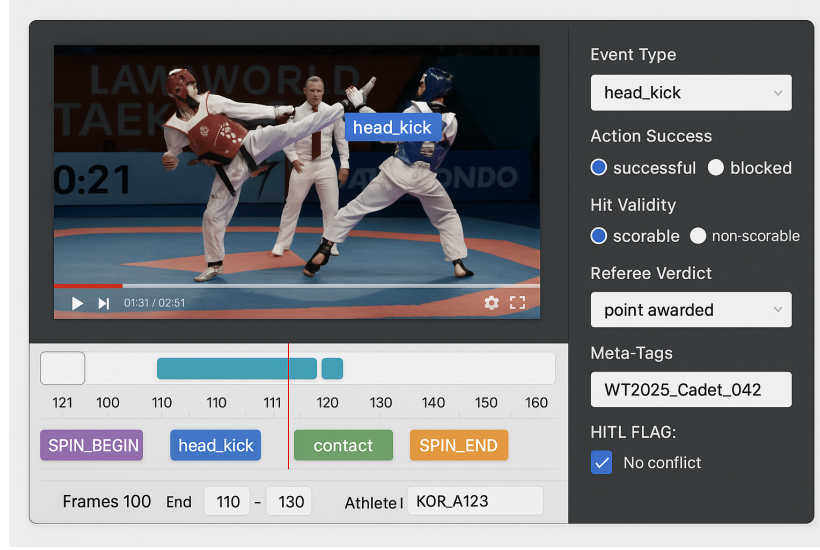 LAW WORLD
TAEK
0:21
ONDO
head_kick
01:31 / 02:51
121 100 110 110 111 120 130 140 150 160
SPIN_BEGIN head_kick contact SPIN_END
Frames 100 End 110 - 130 Athlete I KOR_A123
Event Type
head_kick
Action Success
successful blocked
Hit Validity
scorable non-scorable
Referee Verdict
point awarded
Meta-Tags
WT2025_Cadet_042
HITL FLAG:
No conflict